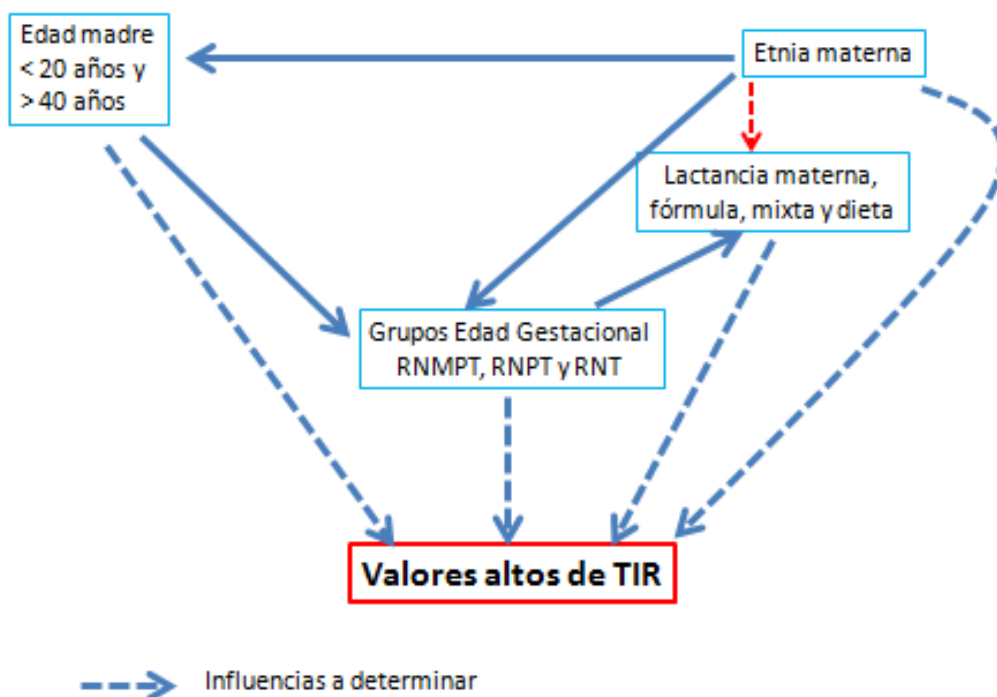 Edad madre
< 20 años y
> 40 años
Etnia materna
Lactancia materna,
fórmula, mixta y dieta
Grupos Edad Gestacional
RNMPT, RNPT y RNT
Valores altos de TIR
Influencias a determinar